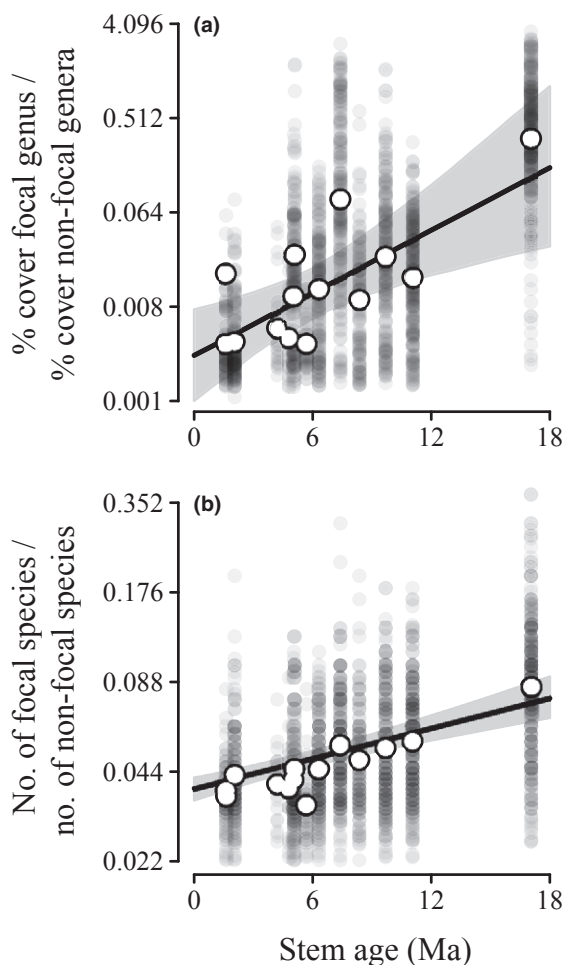 (a)
% cover focal genus /
% cover non-focal genera
4.096
0.512
0.064
0.008
0.001
0 6 12 18
(b)
No. of focal species /
no. of non-focal species
0.352
0.176
0.088
0.044
0.022
0 6 12 18
Stem age (Ma)